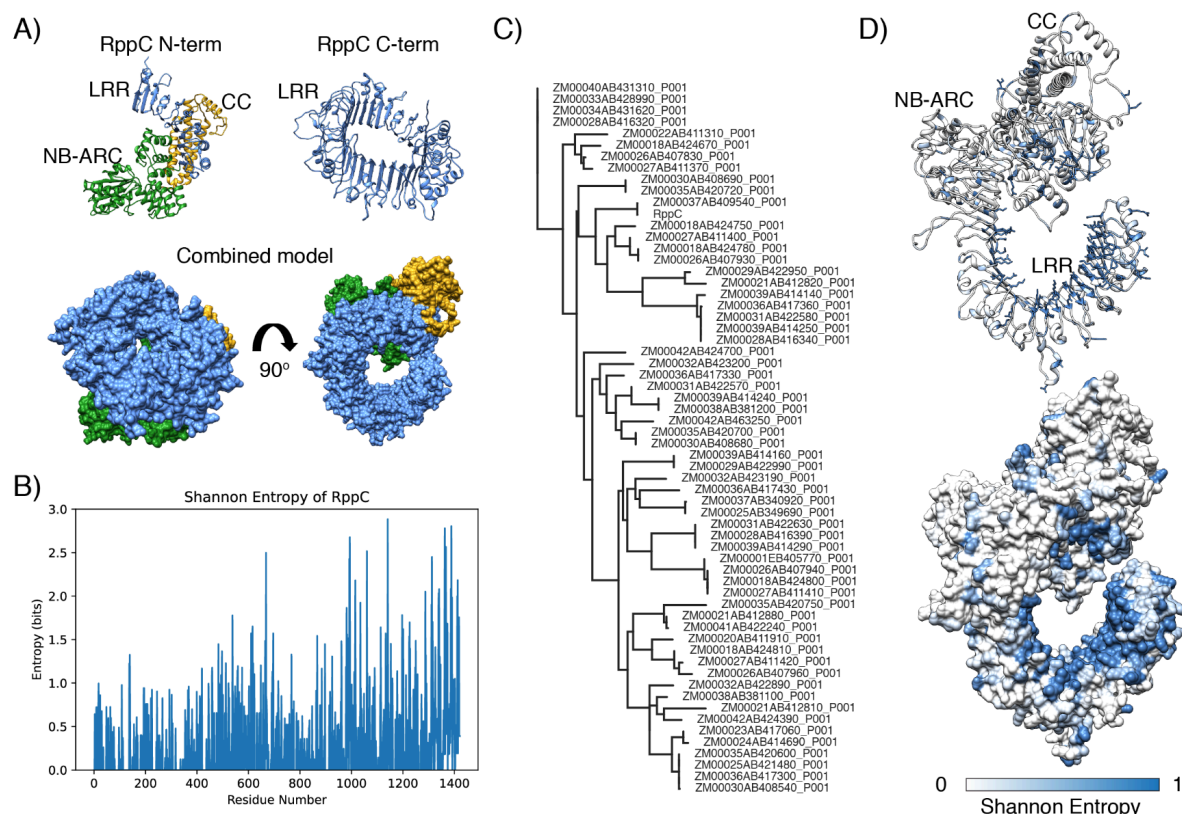 A)
RppC N-term
RppC C-term
LRR
CC
NB-ARC
LRR
Combined model
90°
B)
Shannon Entropy of RppC
Entropy (bits)
3.0
2.5
2.0
1.5
1.0
0.5
0.0
0
200
400
600
800
1000
1200
1400
Residue Number
C)
ZM00040AB431310_P001
ZM00033AB428990_P001
ZM00034AB431620_P001
ZM00028AB416320_P001
ZM00022AB411310_P001
ZM00018AB424670_P001
ZM00026AB407830_P001
ZM00027AB411370_P001
ZM00030AB408690_P001
ZM00035AB420720_P001
ZM00037AB409540_P001
RppC
ZM00018AB424750_P001
ZM00027AB411400_P001
ZM00018AB424780_P001
ZM00026AB407930_P001
ZM00029AB422950_P001
ZM00021AB412820_P001
ZM00039AB414140_P001
ZM00036AB417360_P001
ZM00031AB422580_P001
ZM00039AB414250_P001
ZM00028AB416340_P001
ZM00042AB424700_P001
ZM00032AB423200_P001
ZM00036AB417330_P001
ZM00031AB422570_P001
ZM00039AB414240_P001
ZM00038AB381200_P001
ZM00042AB463250_P001
ZM00035AB420700_P001
ZM00030AB408680_P001
ZM00039AB414160_P001
ZM00029AB422990_P001
ZM00032AB423190_P001
ZM00036AB417430_P001
ZM00037AB340920_P001
ZM00025AB349690_P001
ZM00031AB422630_P001
ZM00028AB416390_P001
ZM00039AB414290_P001
ZM00001EB405770_P001
ZM00026AB407940_P001
ZM00018AB424800_P001
ZM00027AB411410_P001
ZM00035AB420750_P001
ZM00021AB412880_P001
ZM00041AB422240_P001
ZM00020AB411910_P001
ZM00018AB424810_P001
ZM00027AB411420_P001
ZM00026AB407960_P001
ZM00032AB422890_P001
ZM00038AB381100_P001
ZM00021AB412810_P001
ZM00042AB424390_P001
ZM00023AB417060_P001
ZM00024AB414690_P001
ZM00035AB420600_P001
ZM00025AB421480_P001
ZM00036AB417300_P001
ZM00030AB408540_P001
D)
CC
NB-ARC
LRR
0
1
Shannon Entropy